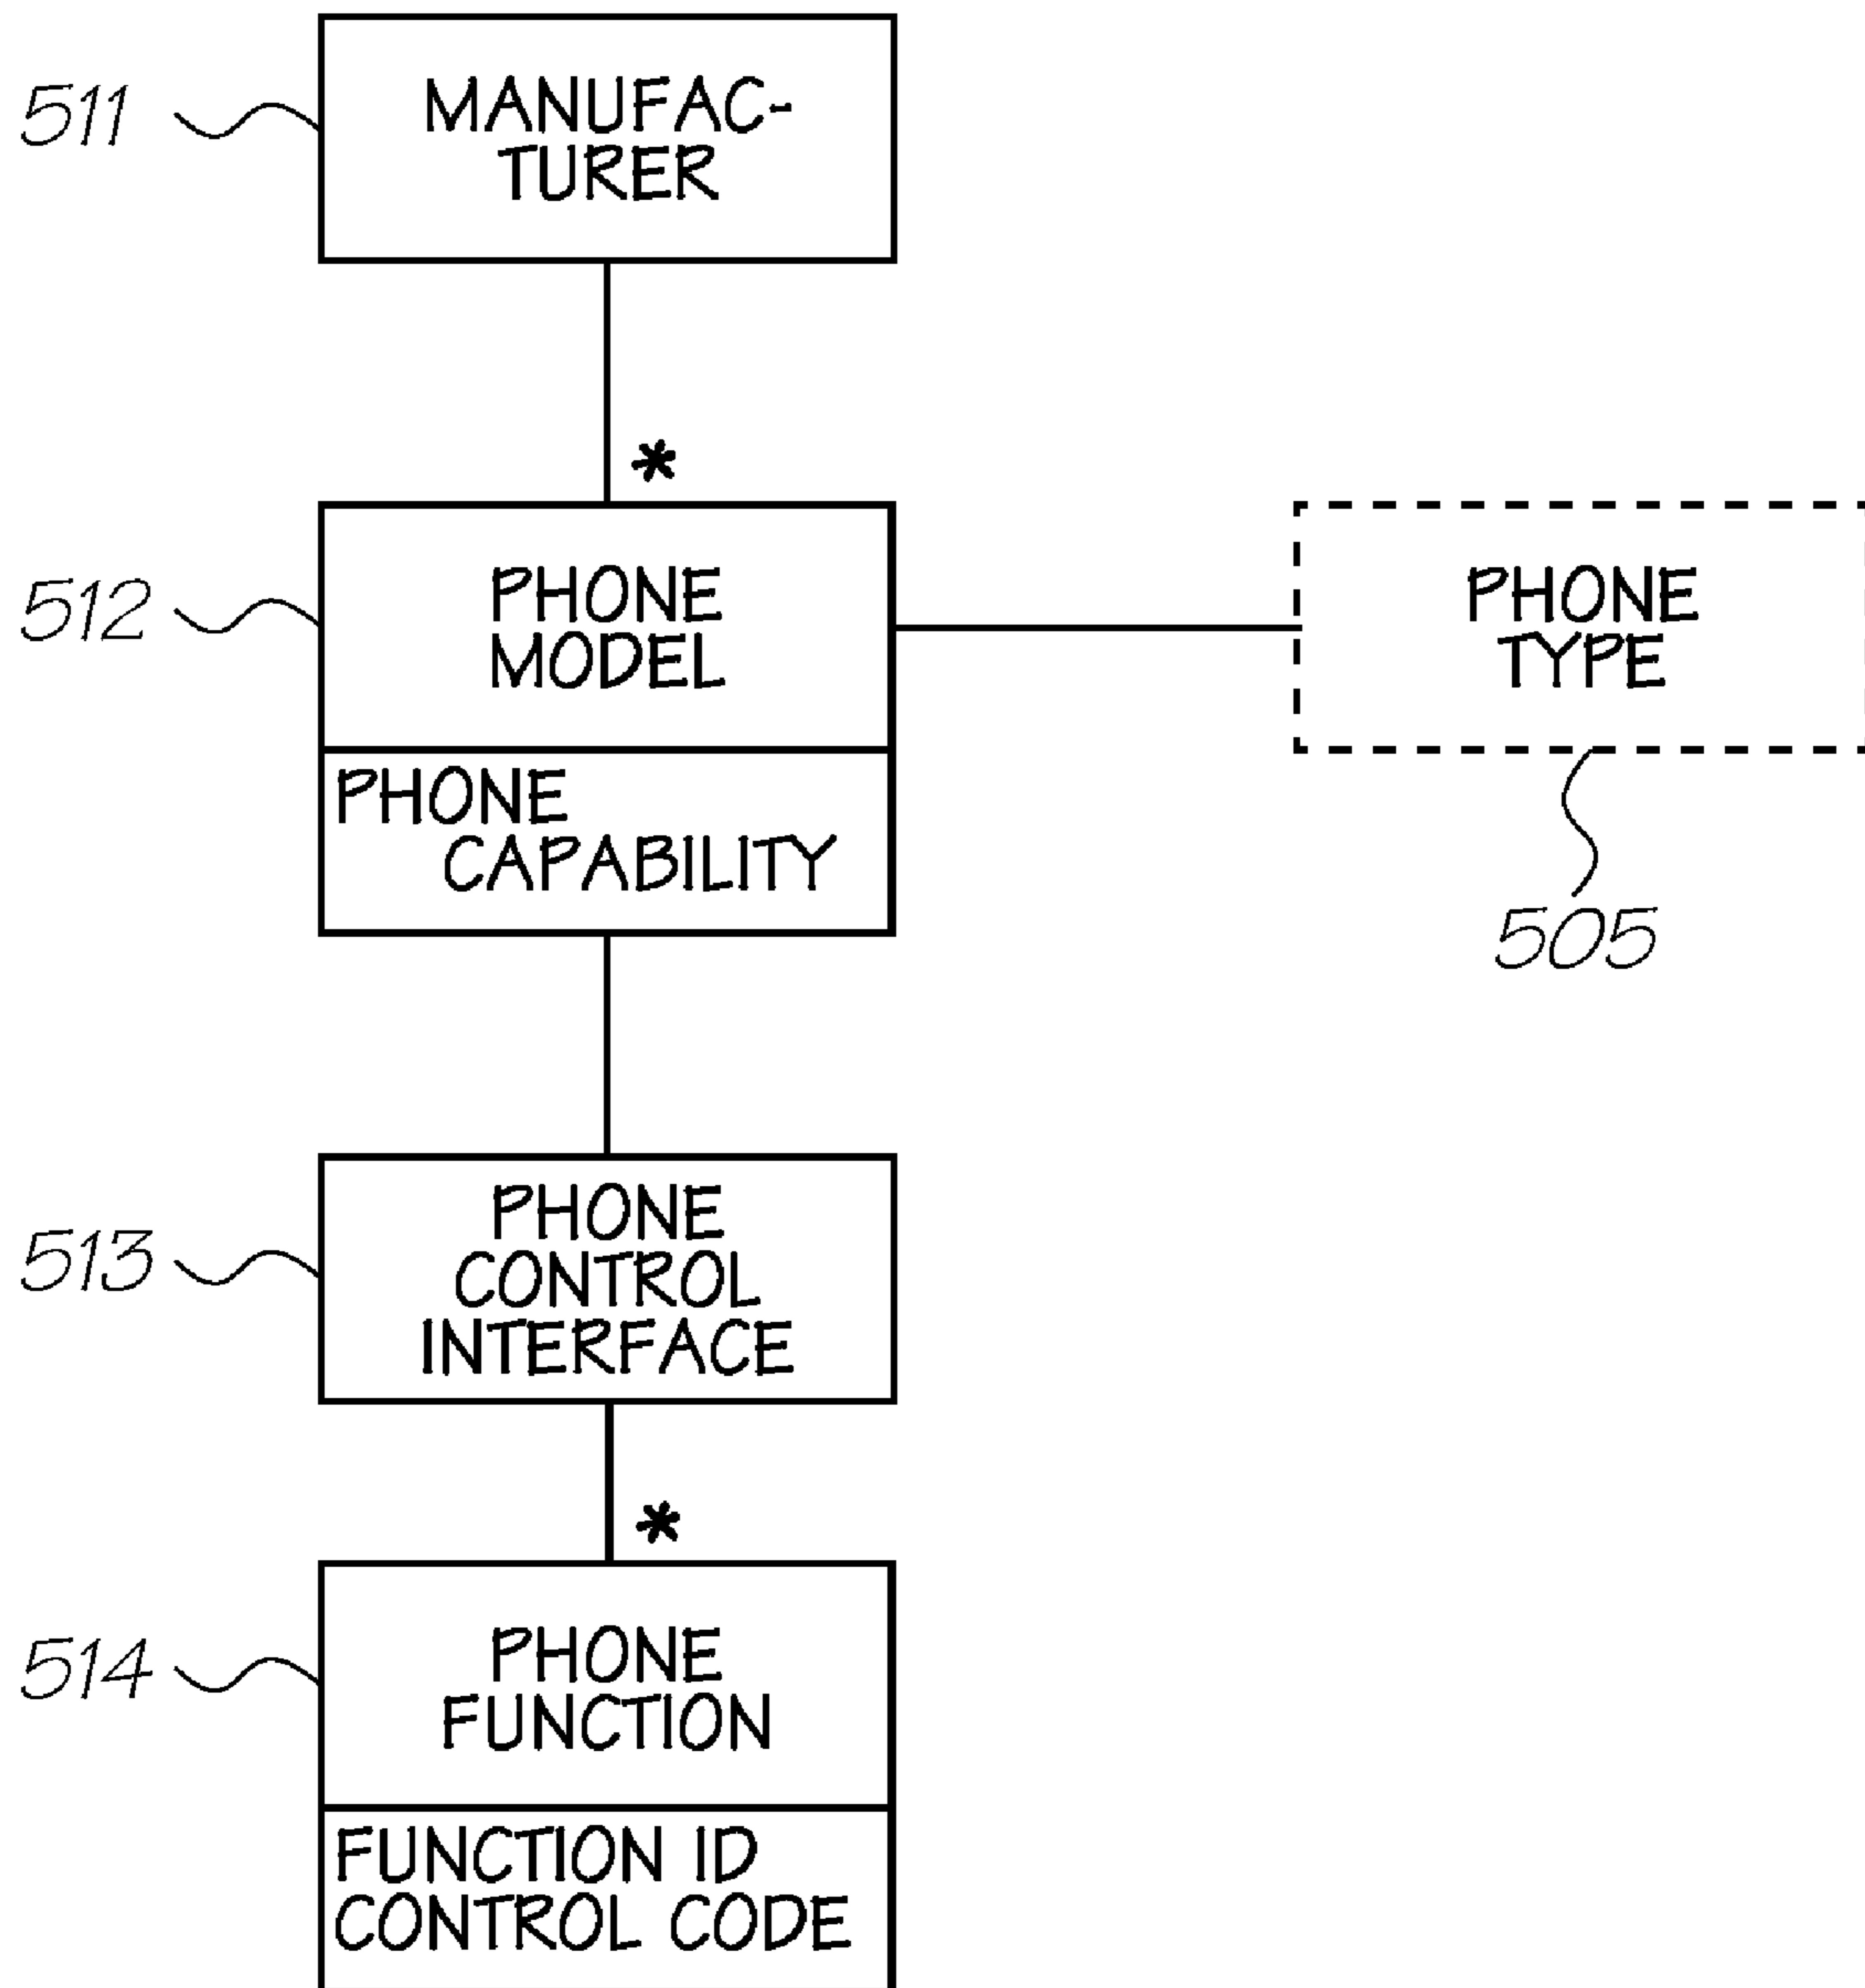 511
MANUFAC-
TURER
*
512
PHONE
MODEL
PHONE
TYPE
PHONE
CAPABILITY
505
513
PHONE
CONTROL
INTERFACE
*
514
PHONE
FUNCTION
FUNCTION ID
CONTROL CODE